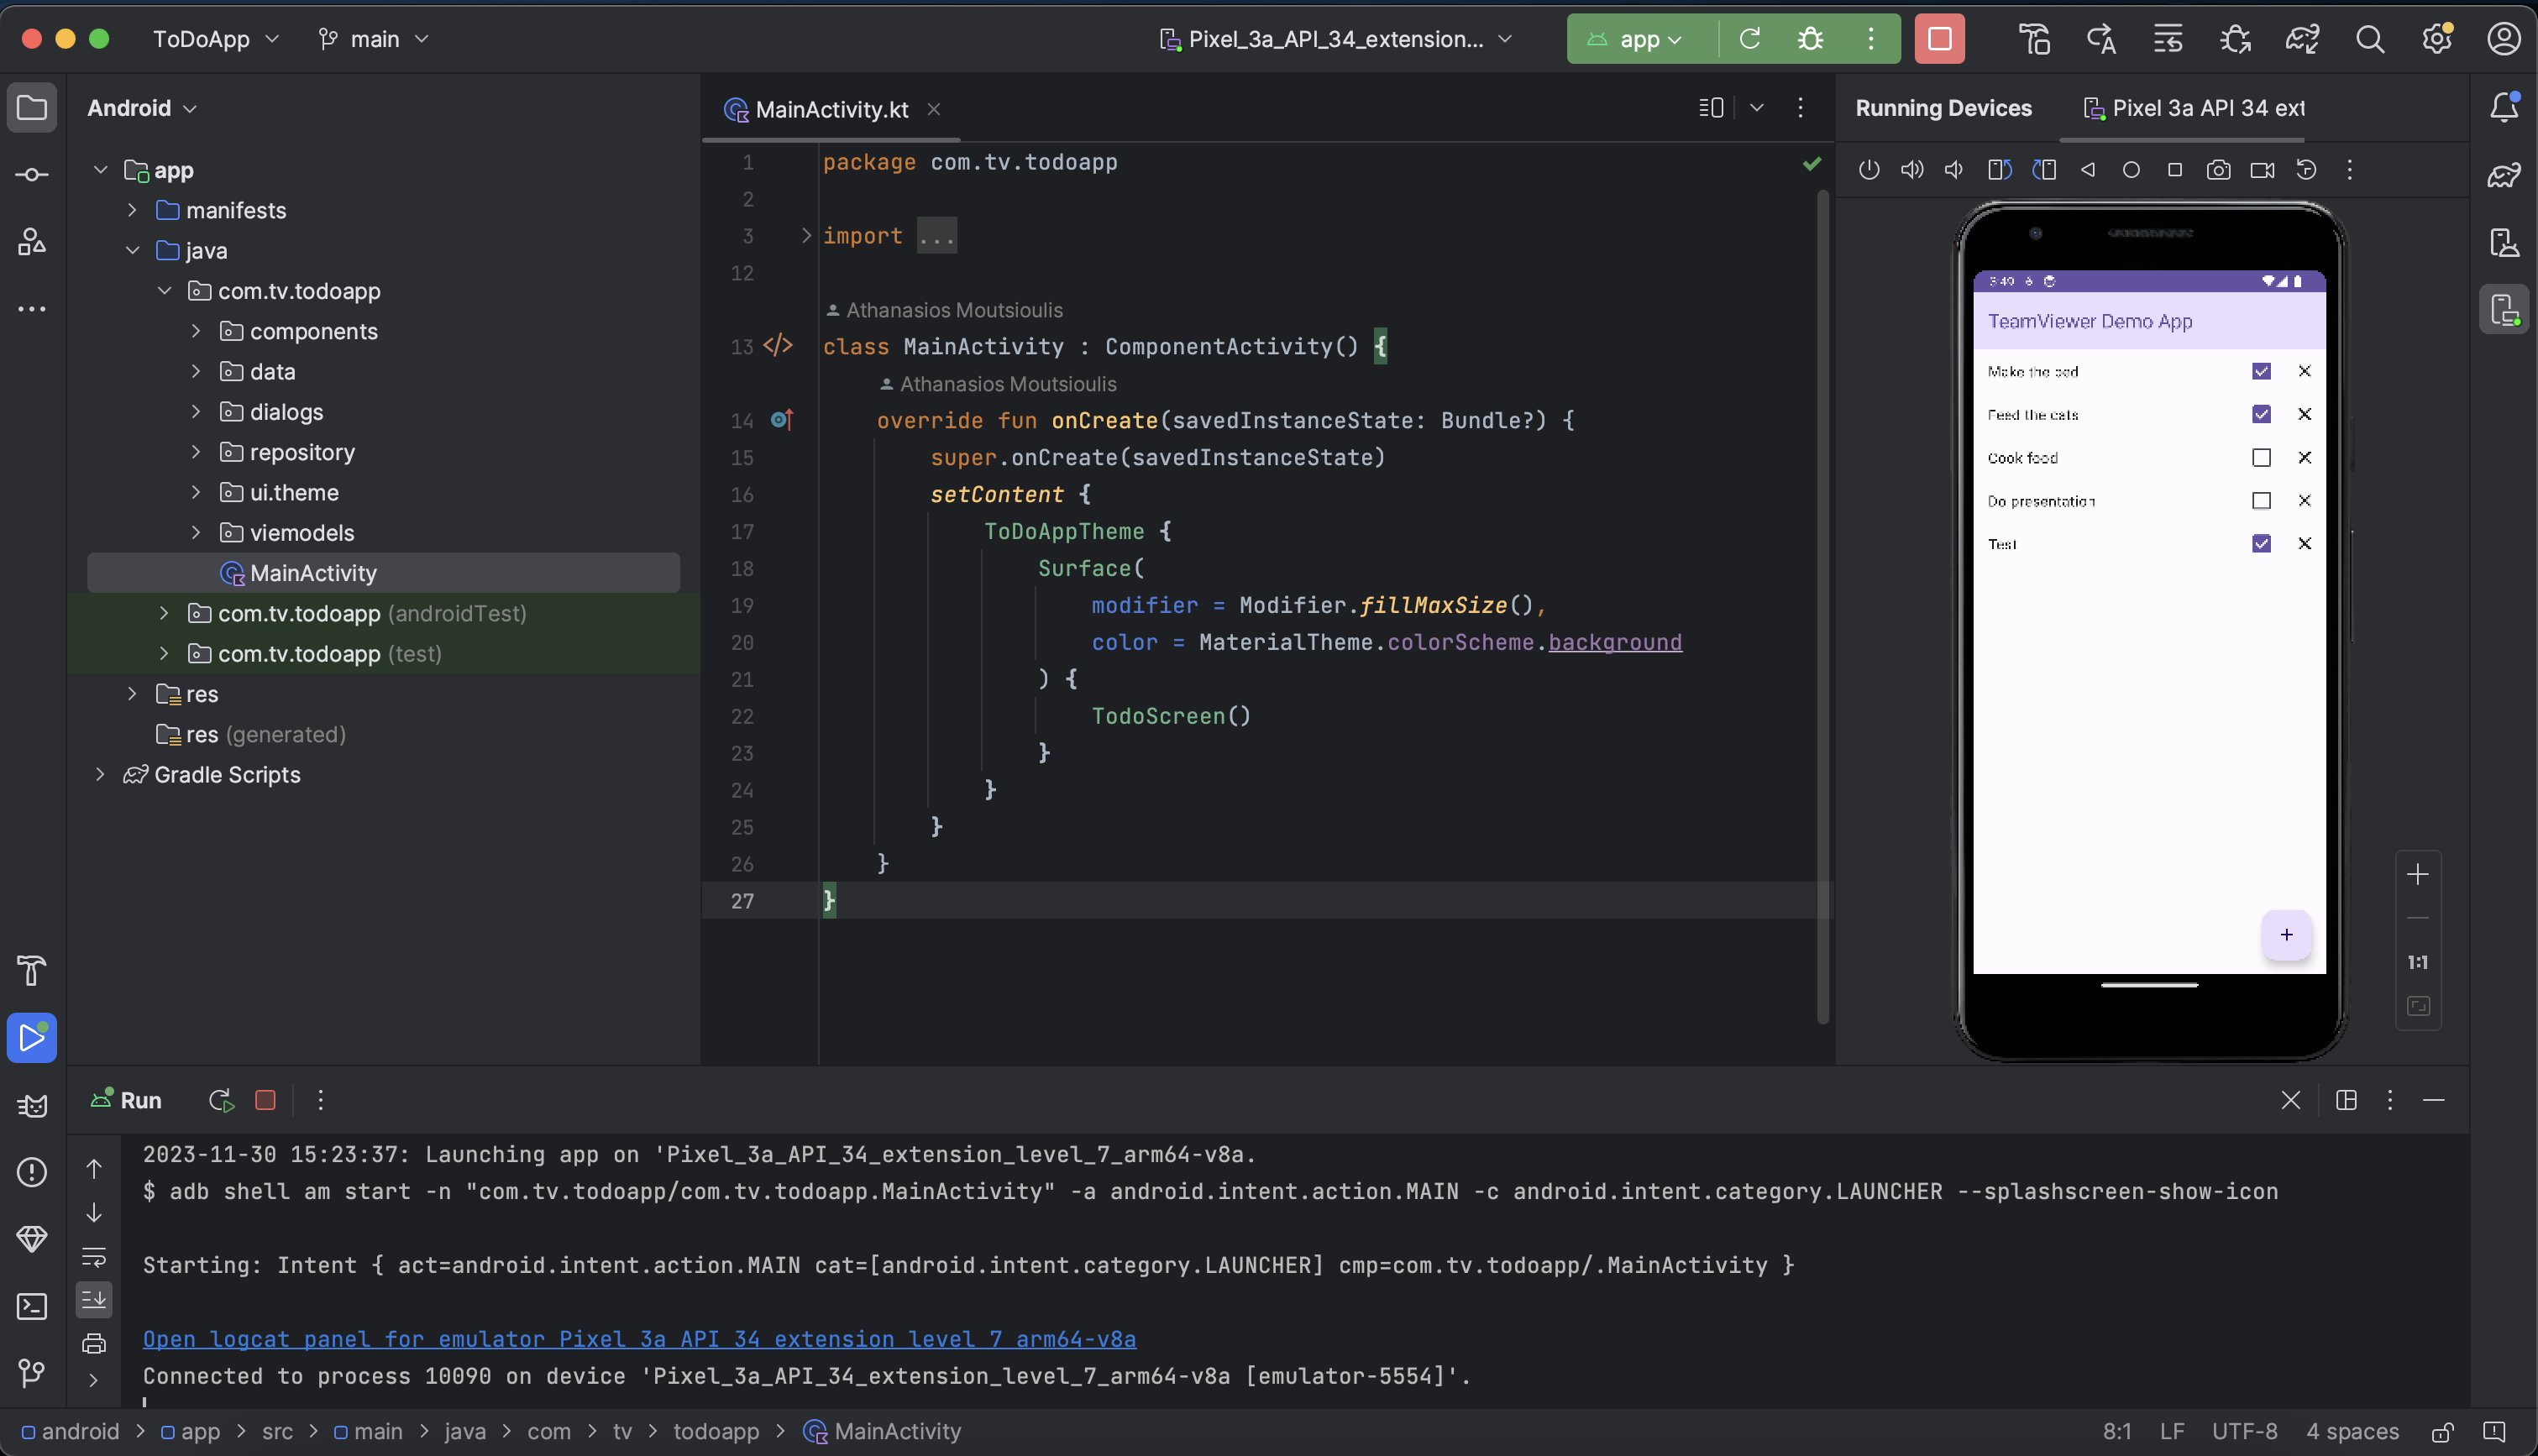 ToDoApp main Pixel_3a_API_34_extension... app
Android
app
manifests
java
com.tv.todoapp
components
data
dialogs
repository
ui.theme
viemodels
MainActivity
com.tv.todoapp (androidTest)
com.tv.todoapp (test)
res
res (generated)
Gradle Scripts
MainActivity.kt
1 package com.tv.todoapp
2
3 import ...
12
Athanasios Moutsioulis
13 class MainActivity : ComponentActivity() {
Athanasios Moutsioulis
14 override fun onCreate(savedInstanceState: Bundle?) {
15 super.onCreate(savedInstanceState)
16 setContent {
17 ToDoAppTheme {
18 Surface(
19 modifier = Modifier.fillMaxSize(),
20 color = MaterialTheme.colorScheme.background
21 ) {
22 TodoScreen()
23 }
24 }
25 }
26 }
27 }
Running Devices Pixel 3a API 34 ext
3:49
TeamViewer Demo App
Make the bed
Feed the cats
Cook food
Do presentation
Test
+
1:1
Run
2023-11-30 15:23:37: Launching app on 'Pixel_3a_API_34_extension_level_7_arm64-v8a.
$ adb shell am start -n "com.tv.todoapp/com.tv.todoapp.MainActivity" -a android.intent.action.MAIN -c android.intent.category.LAUNCHER --splashscreen-show-icon
Starting: Intent { act=android.intent.action.MAIN cat=[android.intent.category.LAUNCHER] cmp=com.tv.todoapp/.MainActivity }
Open logcat panel for emulator Pixel 3a API 34 extension level 7 arm64-v8a
Connected to process 10090 on device 'Pixel_3a_API_34_extension_level_7_arm64-v8a [emulator-5554]'.
android > app > src > main > java > com > tv > todoapp > MainActivity
8:1 LF UTF-8 4 spaces